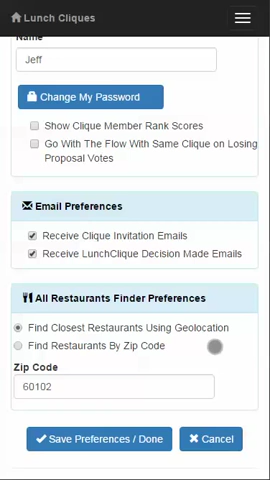 Lunch Cliques
Name
Jeff
Change My Password
Show Clique Member Rank Scores
Go With The Flow With Same Clique on Losing
Proposal Votes
Email Preferences
Receive Clique Invitation Emails
Receive LunchClique Decision Made Emails
All Restaurants Finder Preferences
Find Closest Restaurants Using Geolocation
Find Restaurants By Zip Code
Zip Code
60102
Save Preferences / Done
Cancel